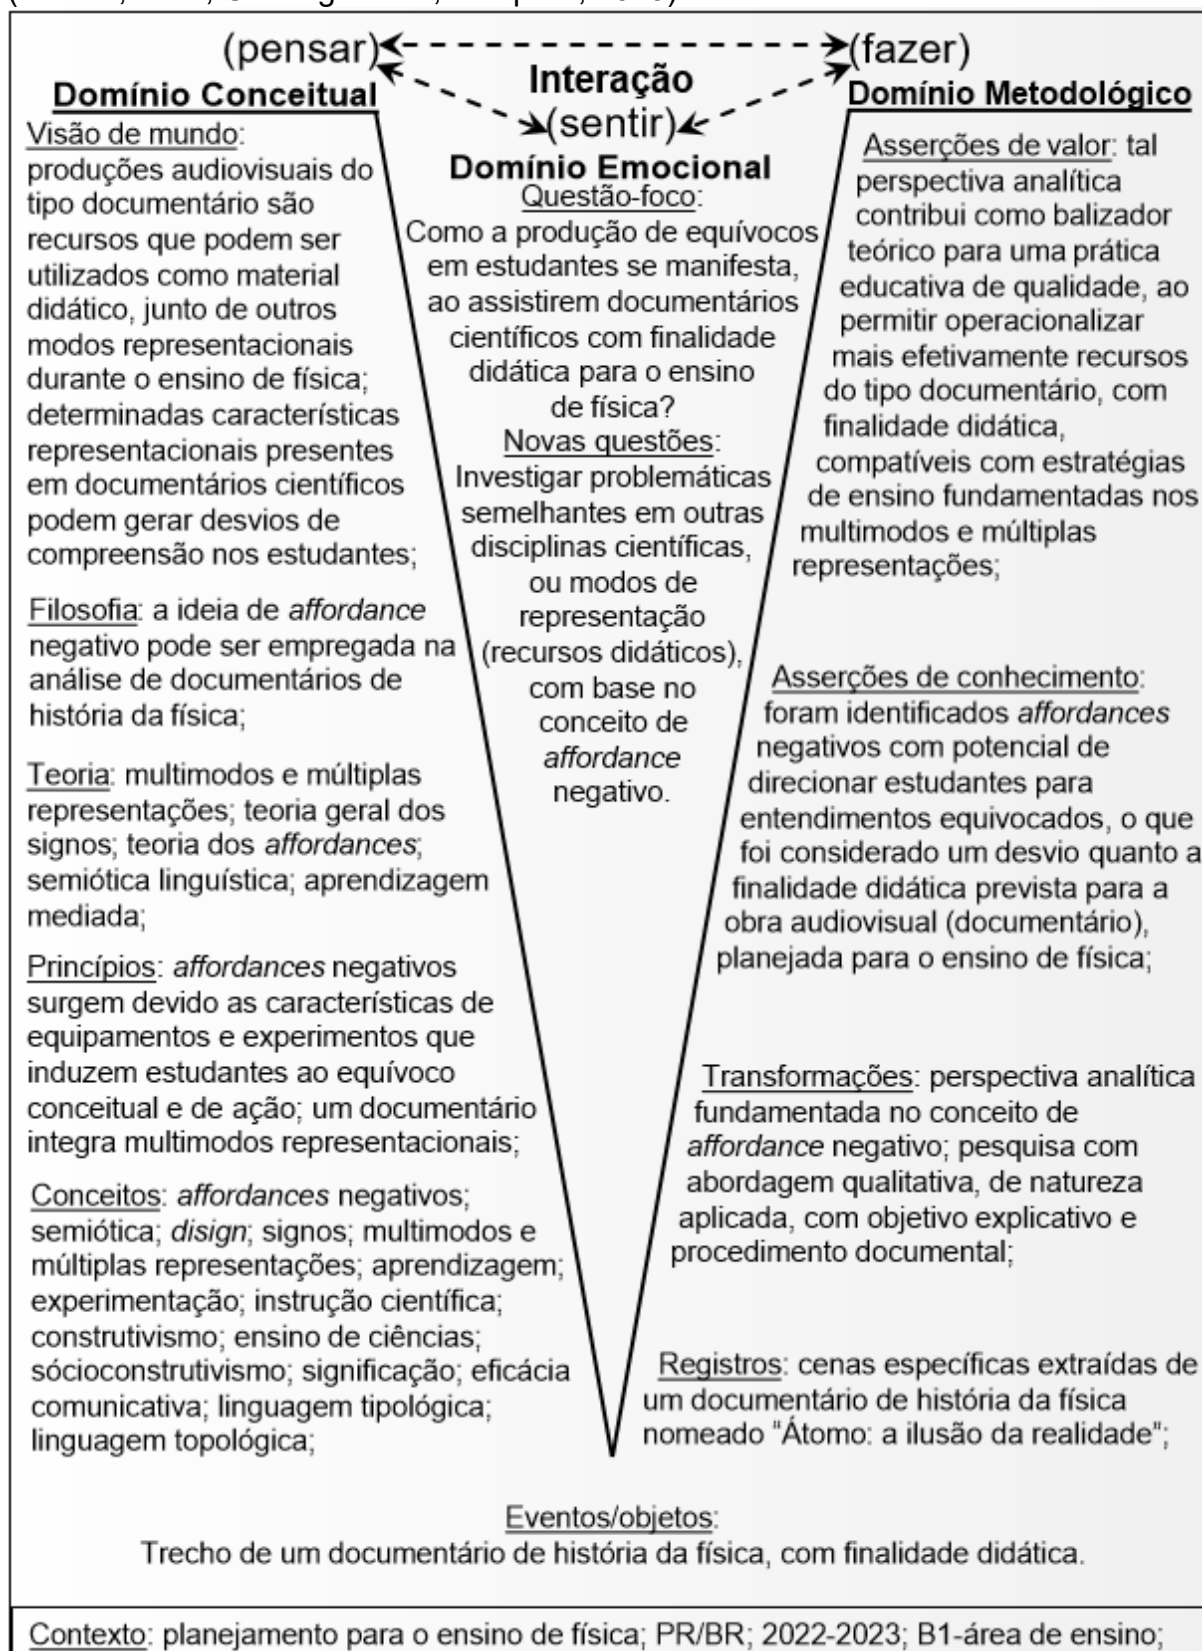 (pensar)
(fazer)
Interação
(sentir)
Domínio Conceitual
Domínio Emocional
Domínio Metodológico
Visão de mundo:
produções audiovisuais do
tipo documentário são
recursos que podem ser
utilizados como material
didático, junto de outros
modos representacionais
durante o ensino de física;
determinadas características
representacionais presentes
em documentários científicos
podem gerar desvios de
compreensão nos estudantes;
Filosofia: a ideia de affordance
negativo pode ser empregada na
análise de documentários de
história da física;
Teoria: multimodos e múltiplas
representações; teoria geral dos
signos; teoria dos affordances;
semiótica linguística; aprendizagem
mediada;
Princípios: affordances negativos
surgem devido as características de
equipamentos e experimentos que
induzem estudantes ao equívoco
conceitual e de ação; um documentário
integra multimodos representacionais;
Conceitos: affordances negativos;
semiótica; disign; signos; multimodos e
múltiplas representações; aprendizagem;
experimentação; instrução científica;
construtivismo; ensino de ciências;
sócioconstrutivismo; significação; eficácia
comunicativa; linguagem tipológica;
linguagem topológica;
Questão-foco:
Como a produção de equívocos
em estudantes se manifesta,
ao assistirem documentários
científicos com finalidade
didática para o ensino
de física?
Novas questões:
Investigar problemáticas
semelhantes em outras
disciplinas científicas,
ou modos de
representação
(recursos didáticos),
com base no
conceito de
affordance
negativo.
Asserções de valor: tal
perspectiva analítica
contribui como balizador
teórico para uma prática
educativa de qualidade, ao
permitir operacionalizar
mais efetivamente recursos
do tipo documentário, com
finalidade didática,
compatíveis com estratégias
de ensino fundamentadas nos
multimodos e múltiplas
representações;
Asserções de conhecimento:
foram identificados affordances
negativos com potencial de
direcionar estudantes para
entendimentos equivocados, o que
foi considerado um desvio quanto a
finalidade didática prevista para a
obra audiovisual (documentário),
planejada para o ensino de física;
Transformações: perspectiva analítica
fundamentada no conceito de
affordance negativo; pesquisa com
abordagem qualitativa, de natureza
aplicada, com objetivo explicativo e
procedimento documental;
Registros: cenas específicas extraídas de
um documentário de história da física
nomeado "Átomo: a ilusão da realidade";
Eventos/objetos:
Trecho de um documentário de história da física, com finalidade didática.
Contexto: planejamento para o ensino de física; PR/BR; 2022-2023; B1-área de ensino;